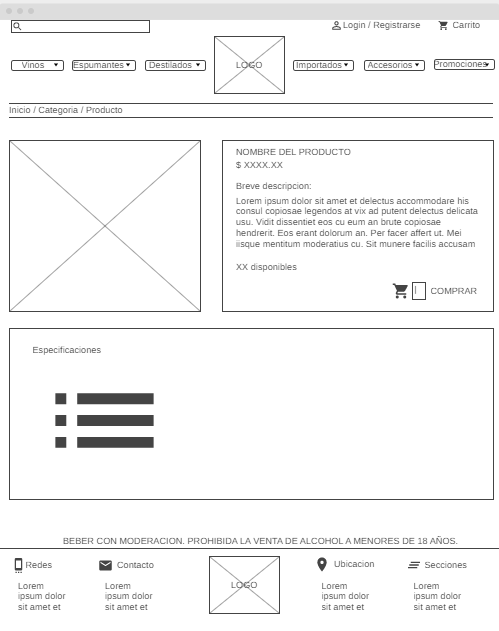 Login / Registrarse
Carrito
Vinos
Espumantes
Destilados
LOGO
Importados
Accesorios
Promociones
Inicio / Categoria / Producto
NOMBRE DEL PRODUCTO
$ XXXX.XX
Breve descripcion:
Lorem ipsum dolor sit amet et delectus accommodare his
consul copiosae legendos at vix ad putent delectus delicata
usu. Vidit dissentiet eos cu eum an brute copiosae
hendrerit. Eos erant dolorum an. Per facer affert ut. Mei
iisque mentitum moderatius cu. Sit munere facilis accusam
XX disponibles
COMPRAR
Especificaciones
BEBER CON MODERACION. PROHIBIDA LA VENTA DE ALCOHOL A MENORES DE 18 AÑOS.
Redes
Lorem
ipsum dolor
sit amet et
Contacto
Lorem
ipsum dolor
sit amet et
LOGO
Ubicacion
Lorem
ipsum dolor
sit amet et
Secciones
Lorem
ipsum dolor
sit amet et